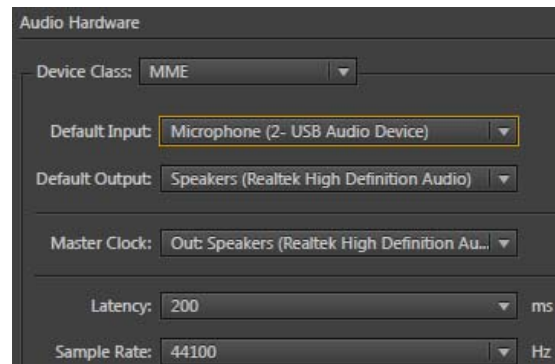 Audio Hardware
Device Class: MME
Default Input: Microphone (2- USB Audio Device)
Default Output: Speakers (Realtek High Definition Audio)
Master Clock: Out: Speakers (Realtek High Definition Au...
Latency: 200 ms
Sample Rate: 44100 Hz